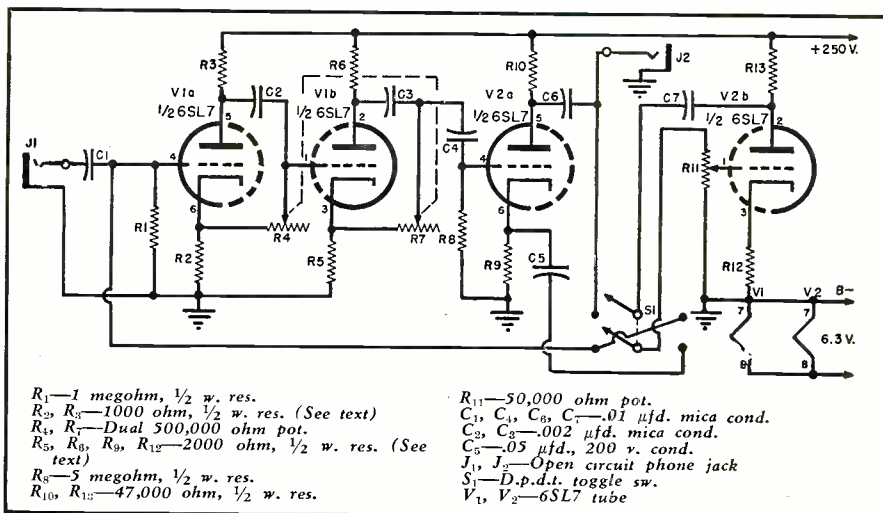 R3
V1a
½ 6SL7
C2
R6
V1b
½ 6SL7
C3
R10
V2a
½ 6SL7
C6
J2
C7
V2b
½ 6SL7
R13
+250 V.
J1
C1
4
5
6
R1
R2
R4
2
3
R5
R7
C4
R8
4
5
6
R9
C5
S1
R11
1
2
3
R12
V1
V2
B-
7
7
8
8
6.3 V.
R₁—1 megohm, ½ w. res.
R₂, R₃—1000 ohm, ½ w. res. (See text)
R₄, R₇—Dual 500,000 ohm pot.
R₅, R₆, R₉, R₁₂—2000 ohm, ½ w. res. (See
text)
R₈—5 megohm, ½ w. res.
R₁₀, R₁₃—47,000 ohm, ½ w. res.
R₁₁—50,000 ohm pot.
C₁, C₄, C₆, C₇—.01 µfd. mica cond.
C₂, C₃—.002 µfd. mica cond.
C₅—.05 µfd., 200 v. cond.
J₁, J₂—Open circuit phone jack
S₁—D.p.d.t. toggle sw.
V₁, V₂—6SL7 tube